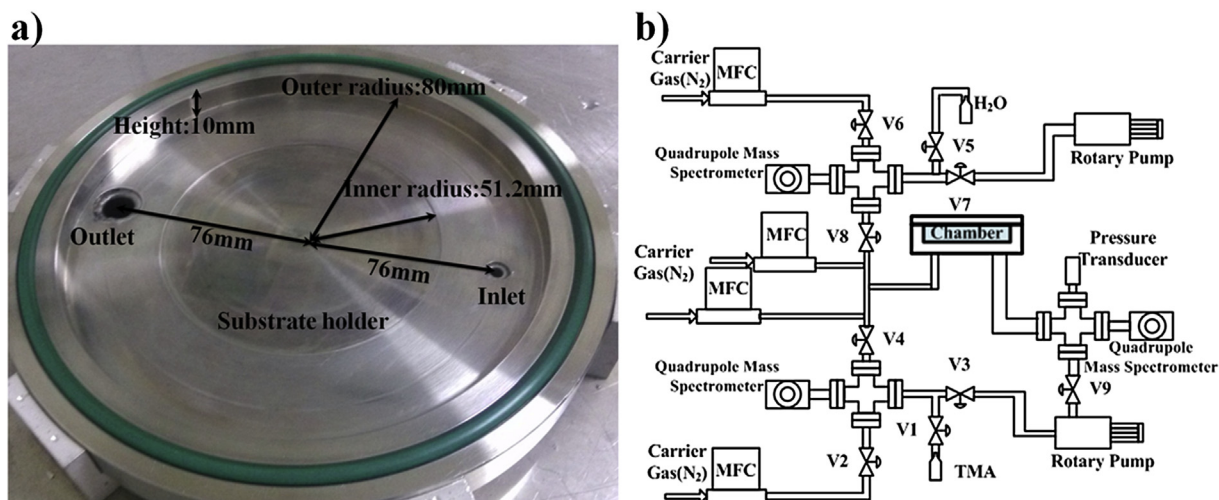 a)
Outer radius:80mm
Height:10mm
Inner radius:51.2mm
Outlet
76mm
76mm
Inlet
Substrate holder
b)
Carrier
Gas(N₂)
MFC
V6
H₂O
V5
Rotary Pump
Quadrupole Mass
Spectrometer
V7
V8
MFC
Chamber
Pressure
Transducer
Carrier
Gas(N₂)
MFC
V4
V3
Quadrupole
Mass Spectrometer
Quadrupole Mass
Spectrometer
V9
V1
Carrier
Gas(N₂)
MFC
V2
TMA
Rotary Pump